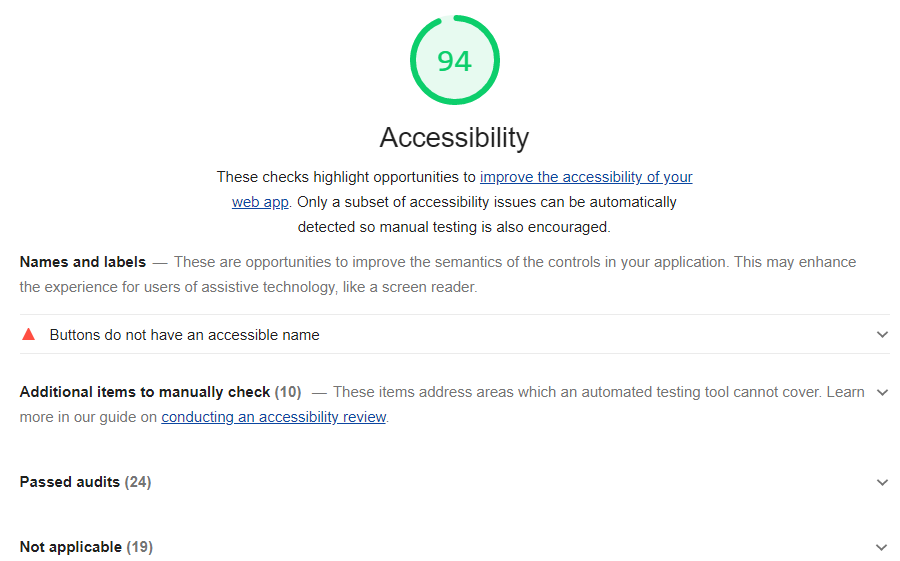 94
Accessibility
These checks highlight opportunities to improve the accessibility of your
web app. Only a subset of accessibility issues can be automatically
detected so manual testing is also encouraged.
Names and labels — These are opportunities to improve the semantics of the controls in your application. This may enhance
the experience for users of assistive technology, like a screen reader.
Buttons do not have an accessible name
Additional items to manually check (10) — These items address areas which an automated testing tool cannot cover. Learn
more in our guide on conducting an accessibility review.
Passed audits (24)
Not applicable (19)